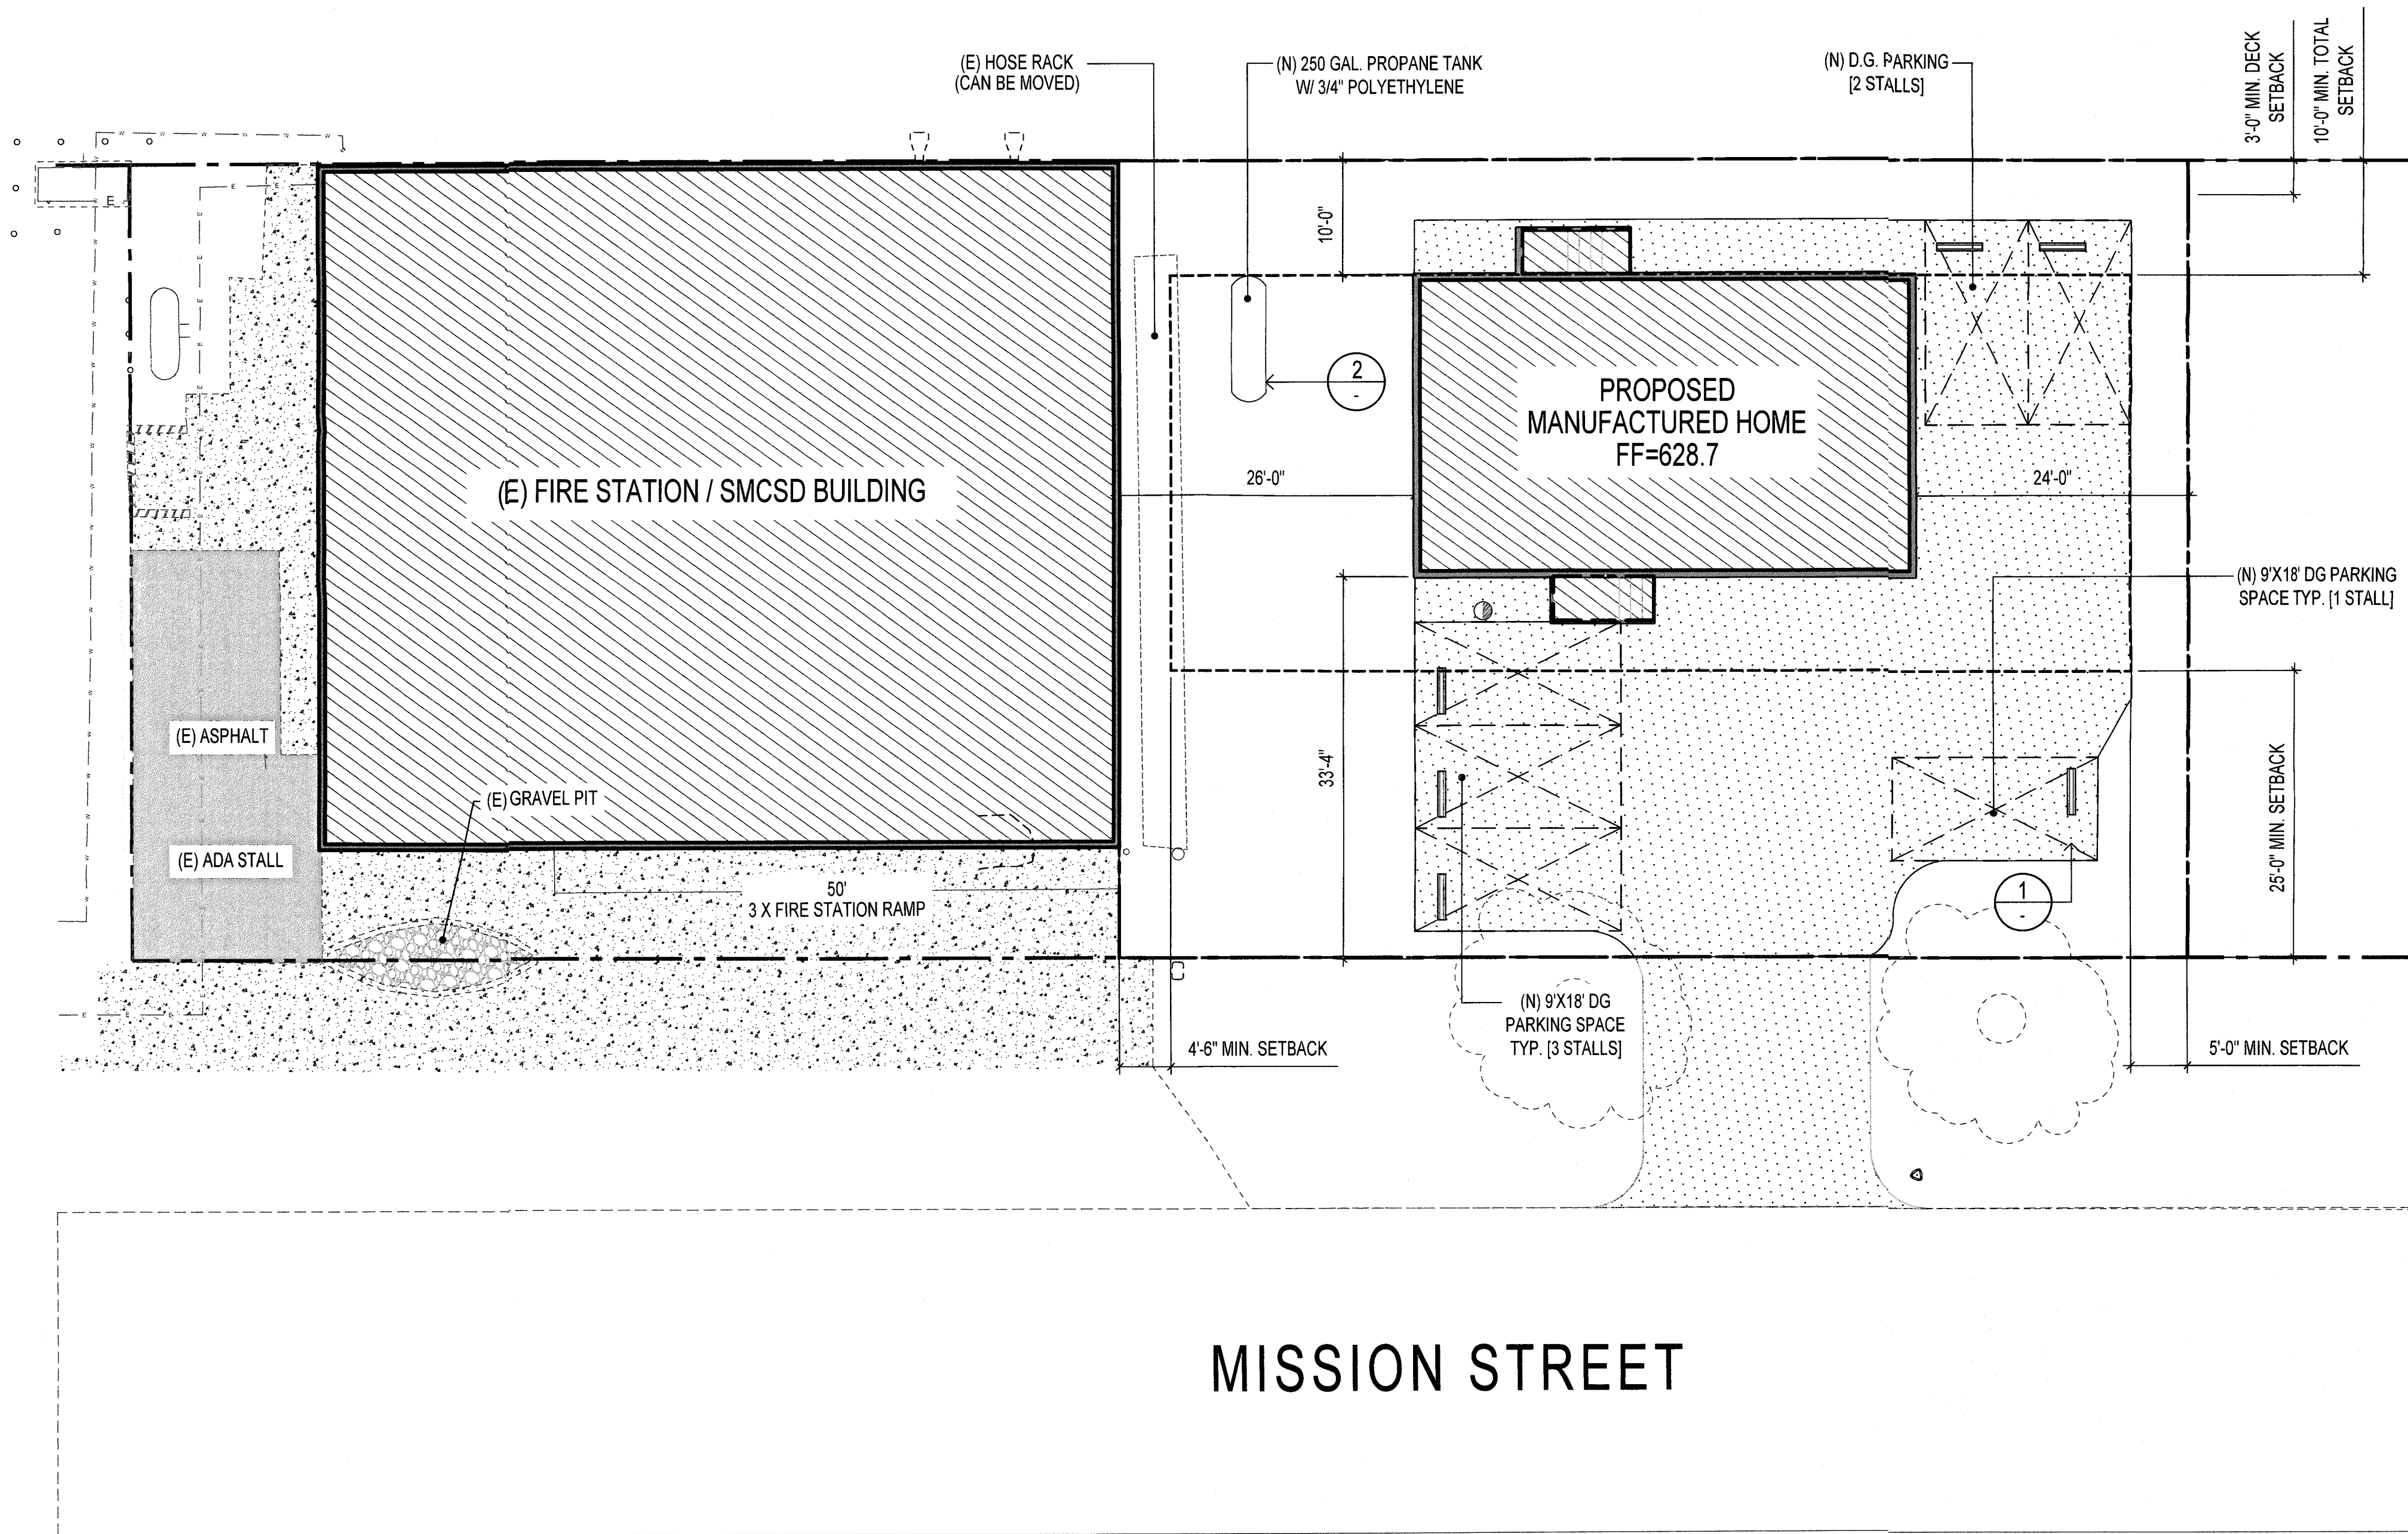 (E) HOSE RACK
(CAN BE MOVED)
(N) 250 GAL. PROPANE TANK
W/ 3/4" POLYETHYLENE
(N) D.G. PARKING
[2 STALLS]
3'-0" MIN. DECK
SETBACK
10'-0" MIN. TOTAL
SETBACK
W W W W W
E
E E
10'-0"
2
-
PROPOSED
MANUFACTURED HOME
FF=628.7
(E) FIRE STATION / SMCSD BUILDING
26'-0"
24'-0"
(N) 9'X18' DG PARKING
SPACE TYP. [1 STALL]
(E) ASPHALT
(E) GRAVEL PIT
33'-4"
25'-0" MIN. SETBACK
(E) ADA STALL
50'
3 X FIRE STATION RAMP
1
-
(N) 9'X18' DG
PARKING SPACE
TYP. [3 STALLS]
E E E E
4'-6" MIN. SETBACK
5'-0" MIN. SETBACK
MISSION STREET